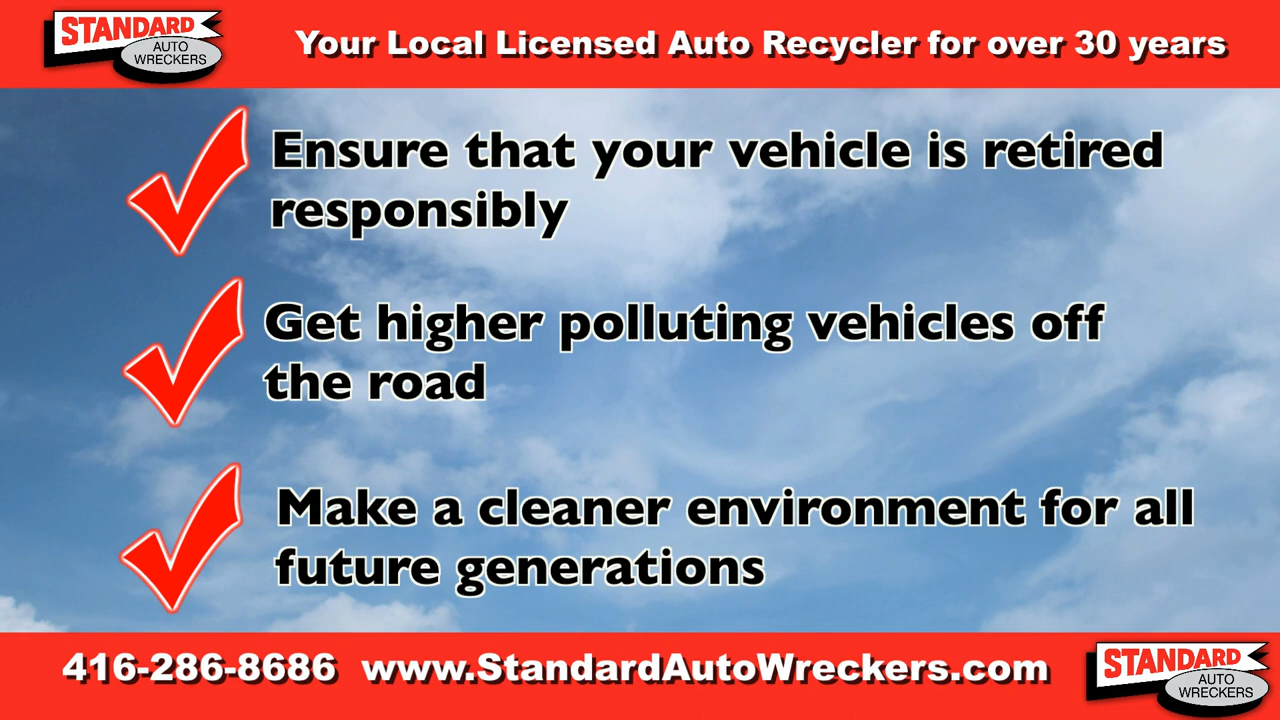 STANDARD
AUTO
WRECKERS
Your Local Licensed Auto Recycler for over 30 years
Ensure that your vehicle is retired
responsibly
Get higher polluting vehicles off
the road
Make a cleaner environment for all
future generations
416-286-8686 www.StandardAutoWreckers.com
STANDARD
AUTO
WRECKERS